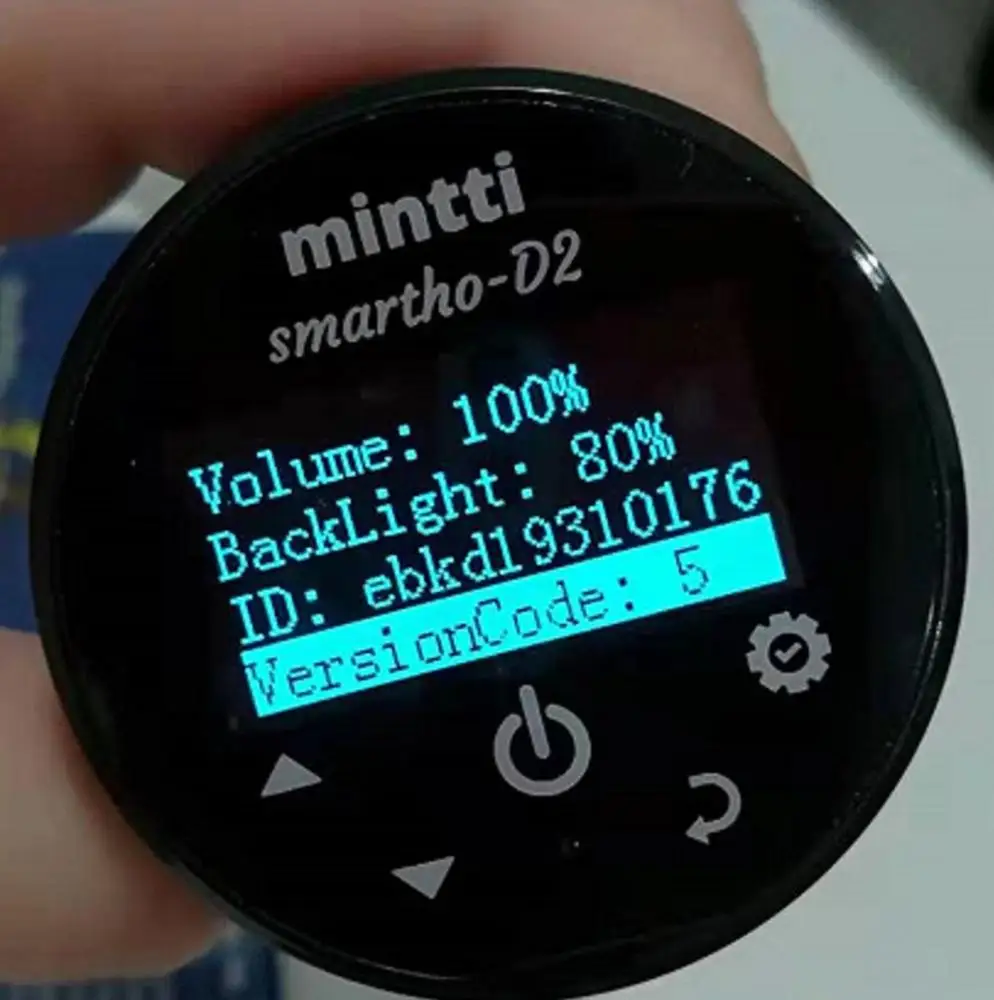 mintti
smartho-D2
Volume: 100%
BackLight: 80%
ID: ebkd19310176
VersionCode: 5